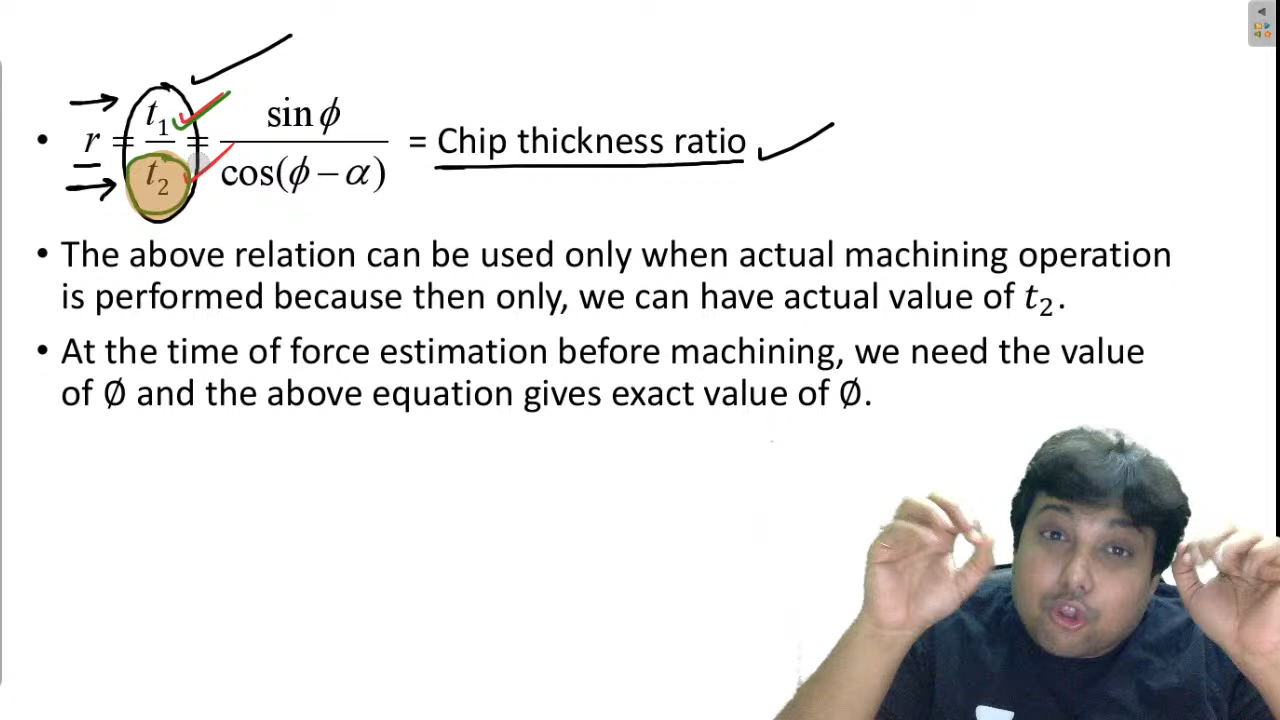 • r = t₁/t₂ = sin ϕ/cos(ϕ – α) = Chip thickness ratio
• The above relation can be used only when actual machining operation
is performed because then only, we can have actual value of t₂.
• At the time of force estimation before machining, we need the value
of Ø and the above equation gives exact value of Ø.